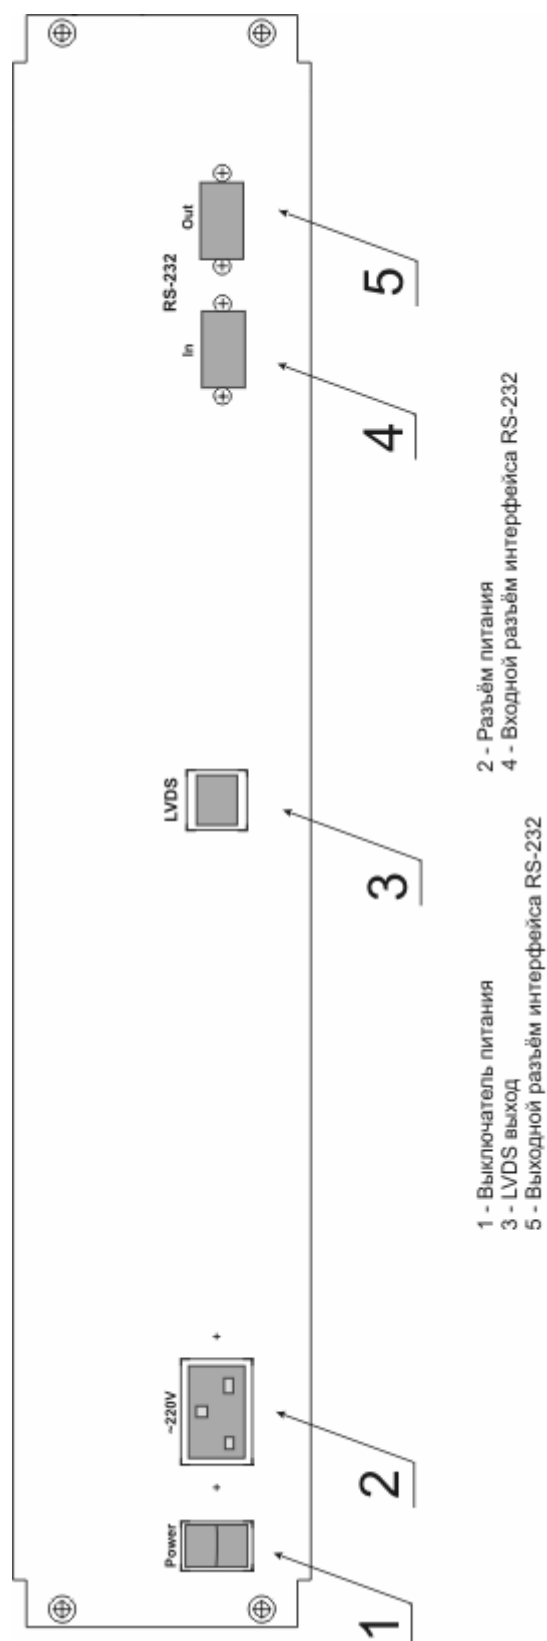 Power
~220V
LVDS
RS-232
In
Out
1
2
3
4
5
1 - Выключатель питания
2 - Разъём питания
3 - LVDS выход
4 - Входной разъём интерфейса RS-232
5 - Выходной разъём интерфейса RS-232